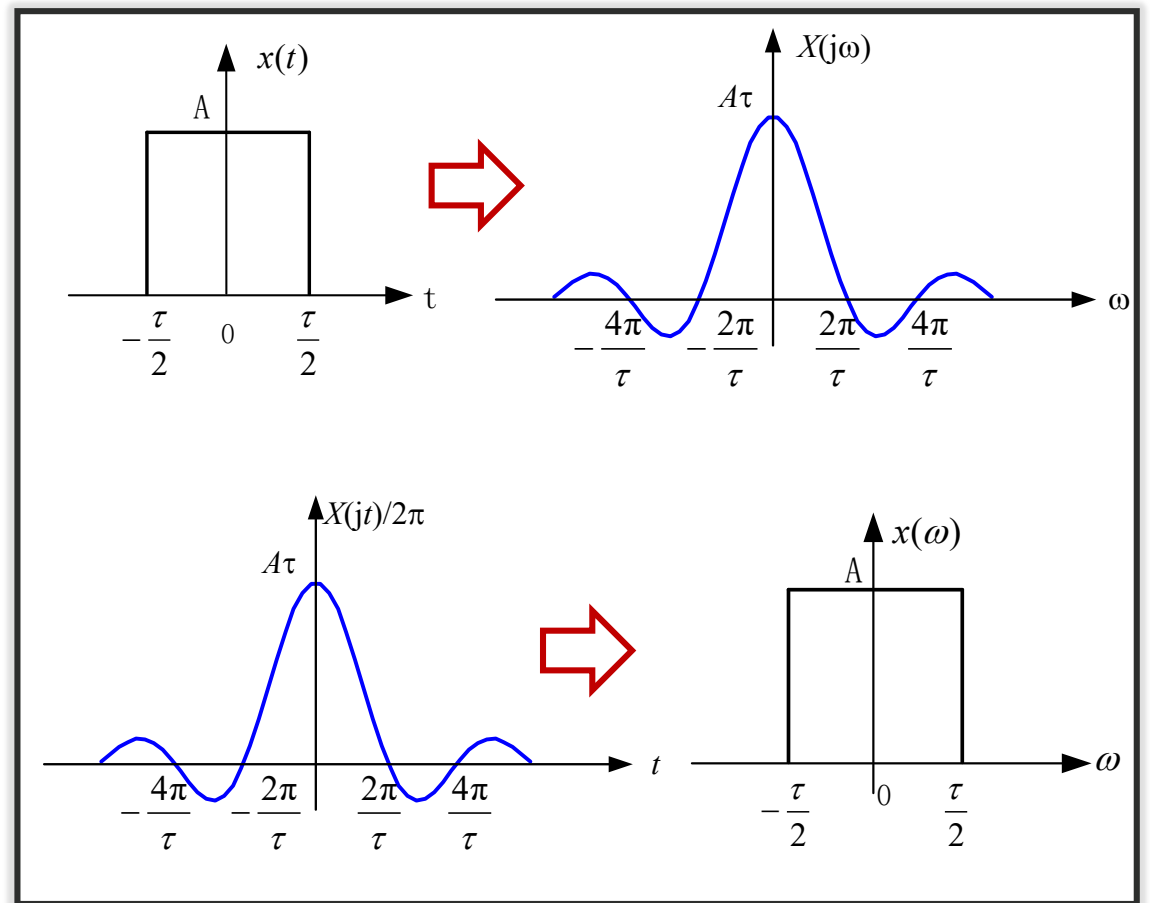 x(t)
A
t
−τ/2
0
τ/2
X(jω)
Aτ
ω
−4π/τ
−2π/τ
2π/τ
4π/τ
X(jt)/2π
Aτ
t
−4π/τ
−2π/τ
2π/τ
4π/τ
x(ω)
A
ω
−τ/2
0
τ/2